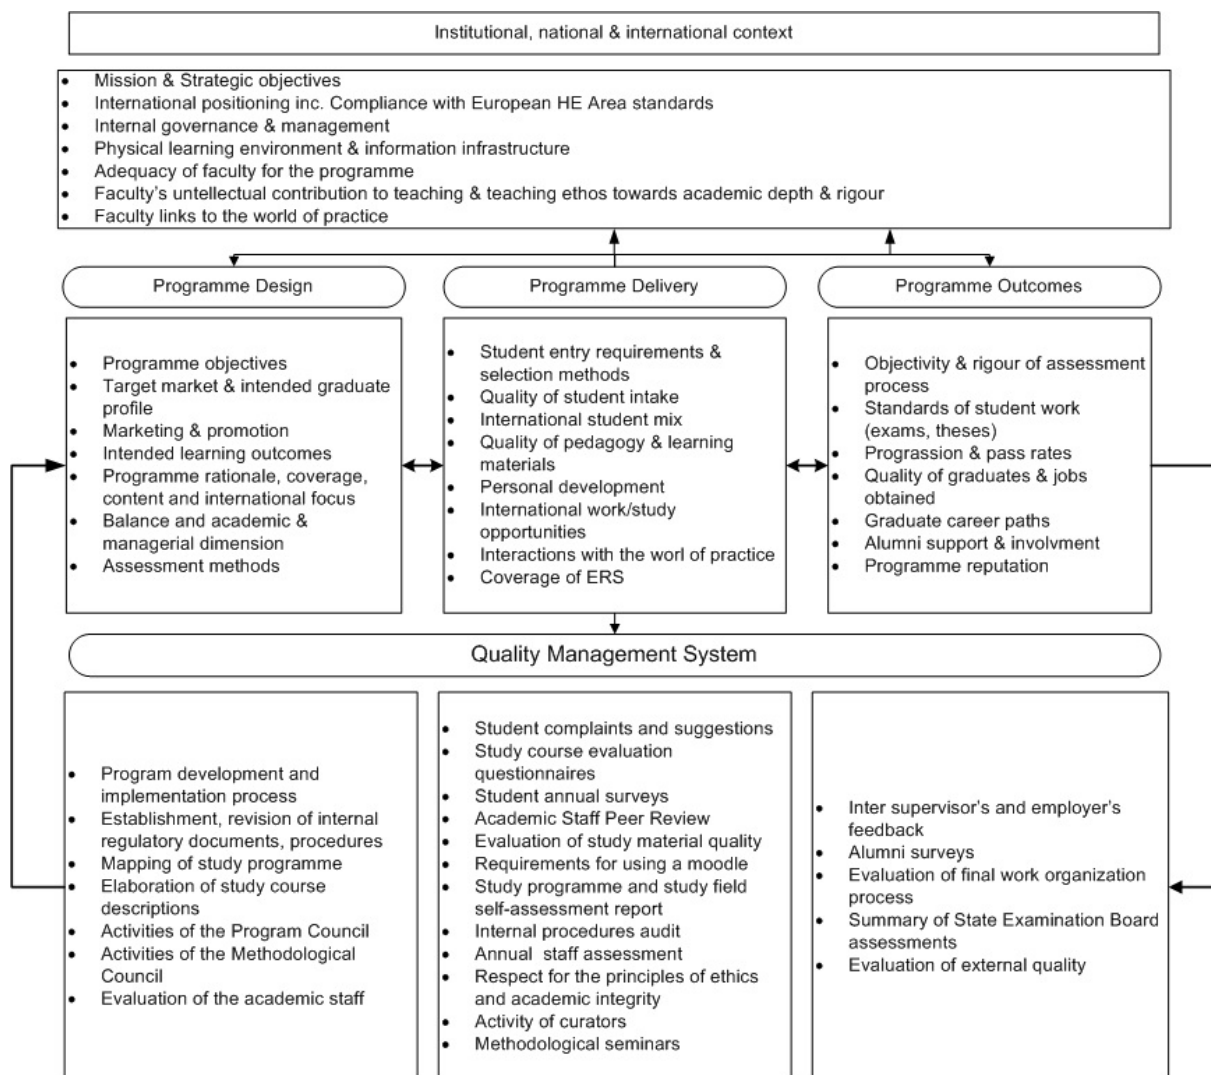 Institutional, national & international context
• Mission & Strategic objectives
• International positioning inc. Compliance with European HE Area standards
• Internal governance & management
• Physical learning environment & information infrastructure
• Adequacy of faculty for the programme
• Faculty's untellectual contribution to teaching & teaching ethos towards academic depth & rigour
• Faculty links to the world of practice
Programme Design
Programme Delivery
Programme Outcomes
• Programme objectives
• Target market & intended graduate
profile
• Marketing & promotion
• Intended learning outcomes
• Programme rationale, coverage,
content and international focus
• Balance and academic &
managerial dimension
• Assessment methods
• Student entry requirements &
selection methods
• Quality of student intake
• International student mix
• Quality of pedagogy & learning
materials
• Personal development
• International work/study
opportunities
• Interactions with the worl of practice
• Coverage of ERS
• Objectivity & rigour of assessment
process
• Standards of student work
(exams, theses)
• Prograssion & pass rates
• Quality of graduates & jobs
obtained
• Graduate career paths
• Alumni support & involvment
• Programme reputation
Quality Management System
• Program development and
implementation process
• Establishment, revision of internal
regulatory documents, procedures
• Mapping of study programme
• Elaboration of study course
descriptions
• Activities of the Program Council
• Activities of the Methodological
Council
• Evaluation of the academic staff
• Student complaints and suggestions
• Study course evaluation
questionnaires
• Student annual surveys
• Academic Staff Peer Review
• Evaluation of study material quality
• Requirements for using a moodle
• Study programme and study field
self-assessment report
• Internal procedures audit
• Annual staff assessment
• Respect for the principles of ethics
and academic integrity
• Activity of curators
• Methodological seminars
• Inter supervisor's and employer's
feedback
• Alumni surveys
• Evaluation of final work organization
process
• Summary of State Examination Board
assessments
• Evaluation of external quality